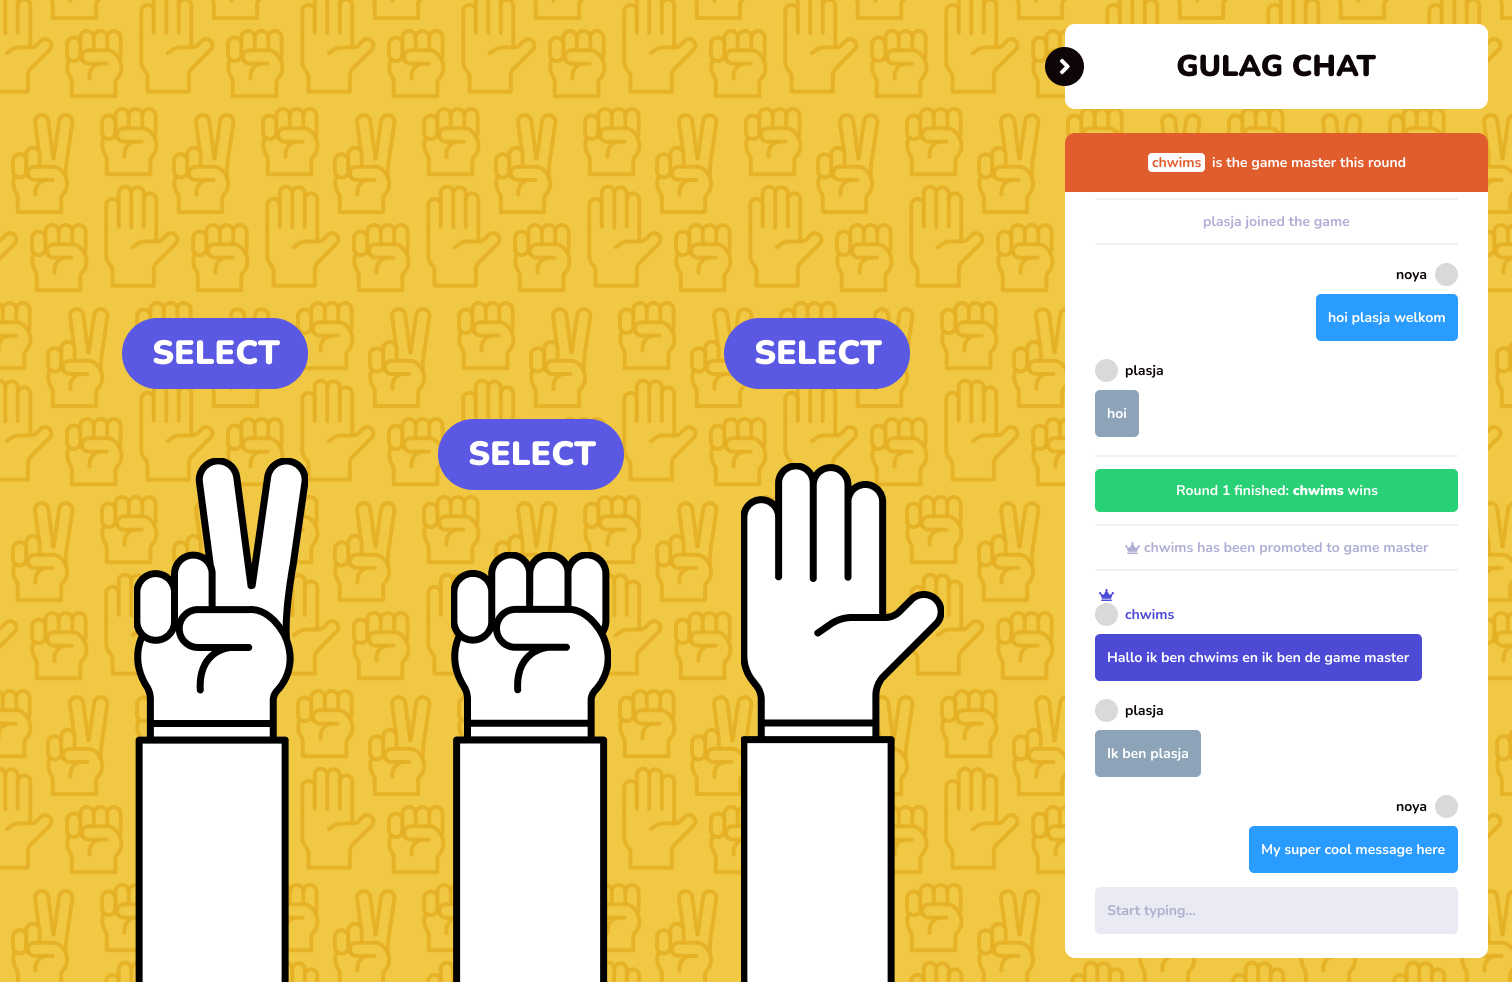 SELECT
SELECT
SELECT
GULAG CHAT
chwims is the game master this round
plasja joined the game
noya
hoi plasja welkom
plasja
hoi
Round 1 finished: chwims wins
chwims has been promoted to game master
chwims
Hallo ik ben chwims en ik ben de game master
plasja
Ik ben plasja
noya
My super cool message here
Start typing...